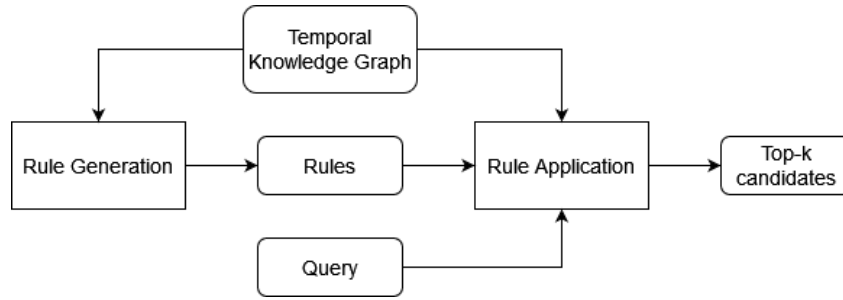 Temporal
Knowledge Graph
Rule Generation
Rules
Rule Application
Top-k
candidates
Query